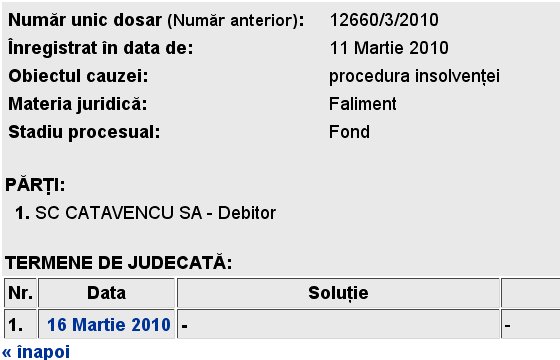 Număr unic dosar (Număr anterior): 12660/3/2010
Înregistrat în data de: 11 Martie 2010
Obiectul cauzei: procedura insolvenței
Materia juridică: Faliment
Stadiu procesual: Fond
PĂRȚI:
1. SC CATAVENCU SA - Debitor
TERMENE DE JUDECATĂ:
Nr. Data Soluție
1. 16 Martie 2010 - -
« înapoi